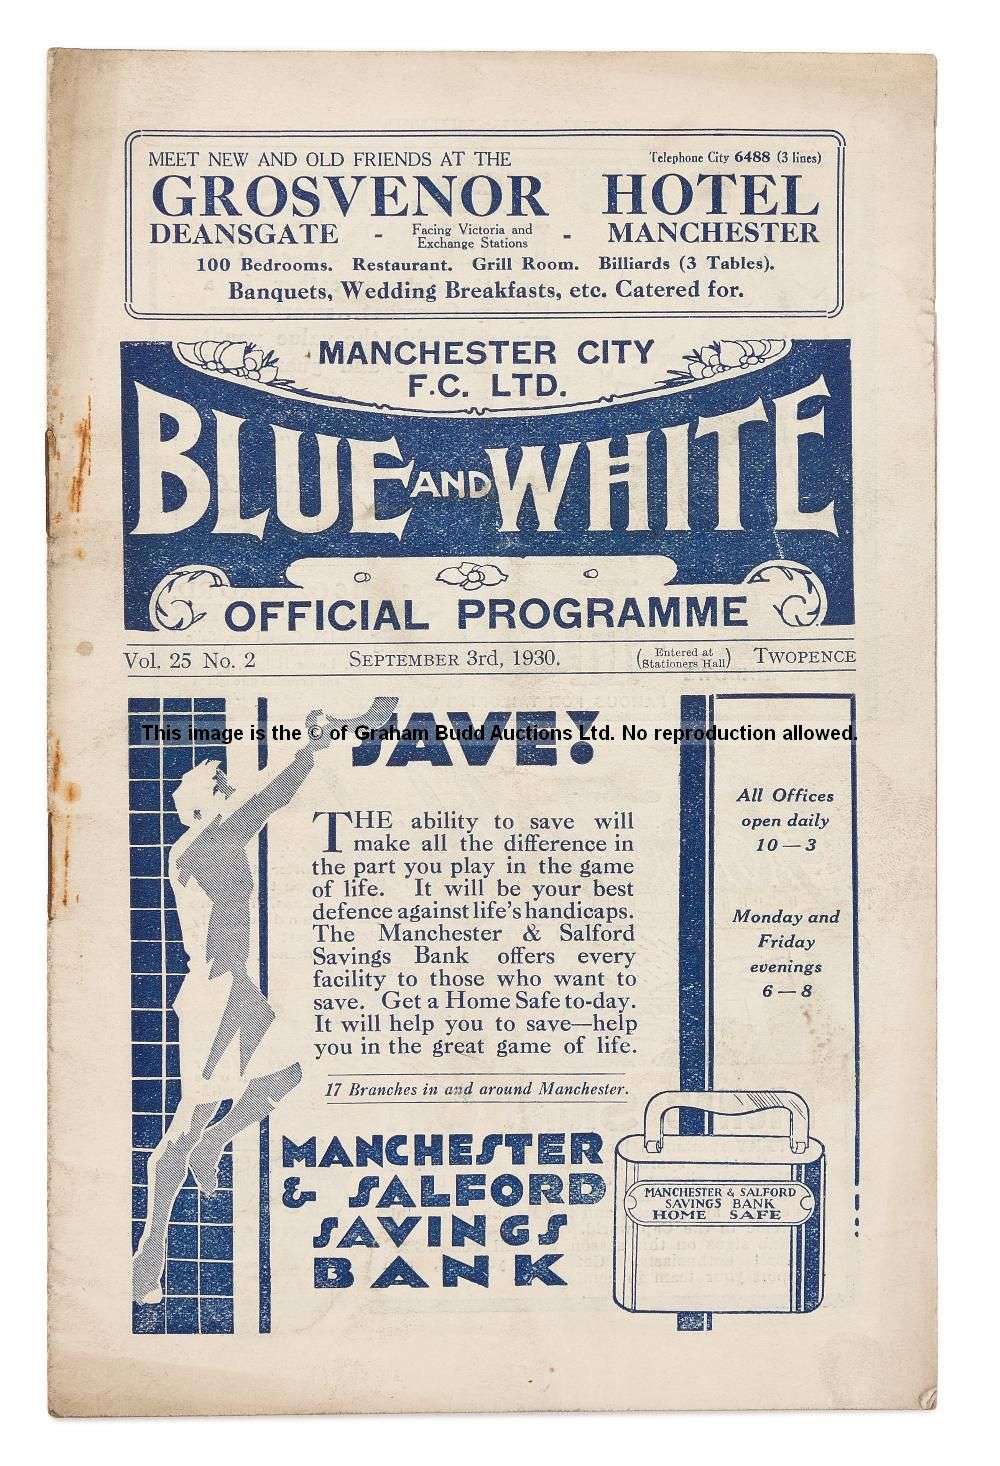 MEET NEW AND OLD FRIENDS AT THE Telephone City 6488 (3 lines)
GROSVENOR HOTEL
DEANSGATE - Facing Victoria and Exchange Stations - MANCHESTER
100 Bedrooms. Restaurant. Grill Room. Billiards (3 Tables).
Banquets, Wedding Breakfasts, etc. Catered for.
MANCHESTER CITY
F.C. LTD.
BLUE AND WHITE
OFFICIAL PROGRAMME
Vol. 25 No. 2 SEPTEMBER 3rd, 1930. (Entered at Stationers Hall) TWOPENCE
SAVE!
This image is the © of Graham Budd Auctions Ltd. No reproduction allowed.
THE ability to save will
make all the difference in
the part you play in the game
of life. It will be your best
defence against life's handicaps.
The Manchester & Salford
Savings Bank offers every
facility to those who want to
save. Get a Home Safe to-day.
It will help you to save—help
you in the great game of life.
17 Branches in and around Manchester.
MANCHESTER
& SALFORD
SAVINGS
BANK
All Offices
open daily
10—3
Monday and
Friday
evenings
6—8
MANCHESTER & SALFORD
SAVINGS BANK
HOME SAFE